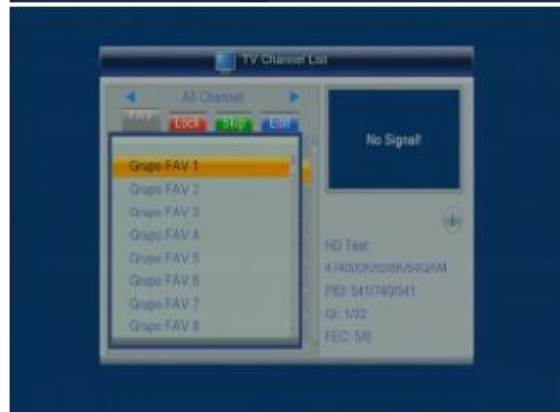 TV Channel List
All Channel
FAV Lock Skip Edit
No Signal!
Grupo FAV 1
Grupo FAV 2
Grupo FAV 3
Grupo FAV 4
Grupo FAV 5
Grupo FAV 6
Grupo FAV 7
Grupo FAV 8
HD Test
PID: 541/740/541
GI: 1/32
FEC: 5/6